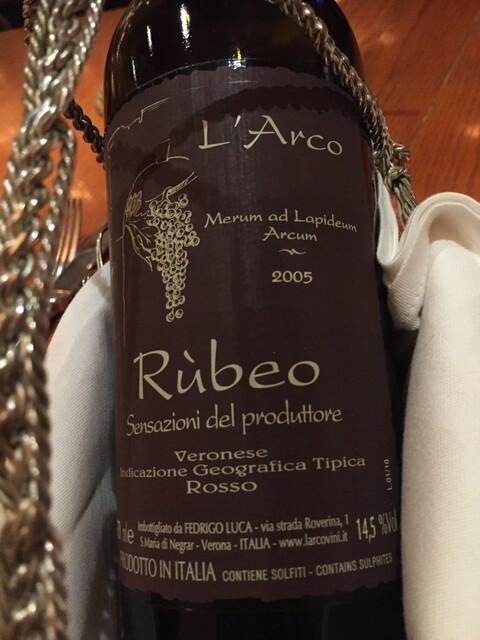 L'Arco
Merum ad Lapideum
Arcum
2005
Rùbeo
Sensazioni del produttore
Veronese
Indicazione Geografica Tipica
Rosso
L.01/10
Imbottigliato da FEDRIGO LUCA - via strada Roverina, 1
S.Maria di Negrar - Verona - ITALIA - www.larcovini.it
14,5 %Vol
PRODOTTO IN ITALIA CONTIENE SOLFITI - CONTAINS SULPHITES